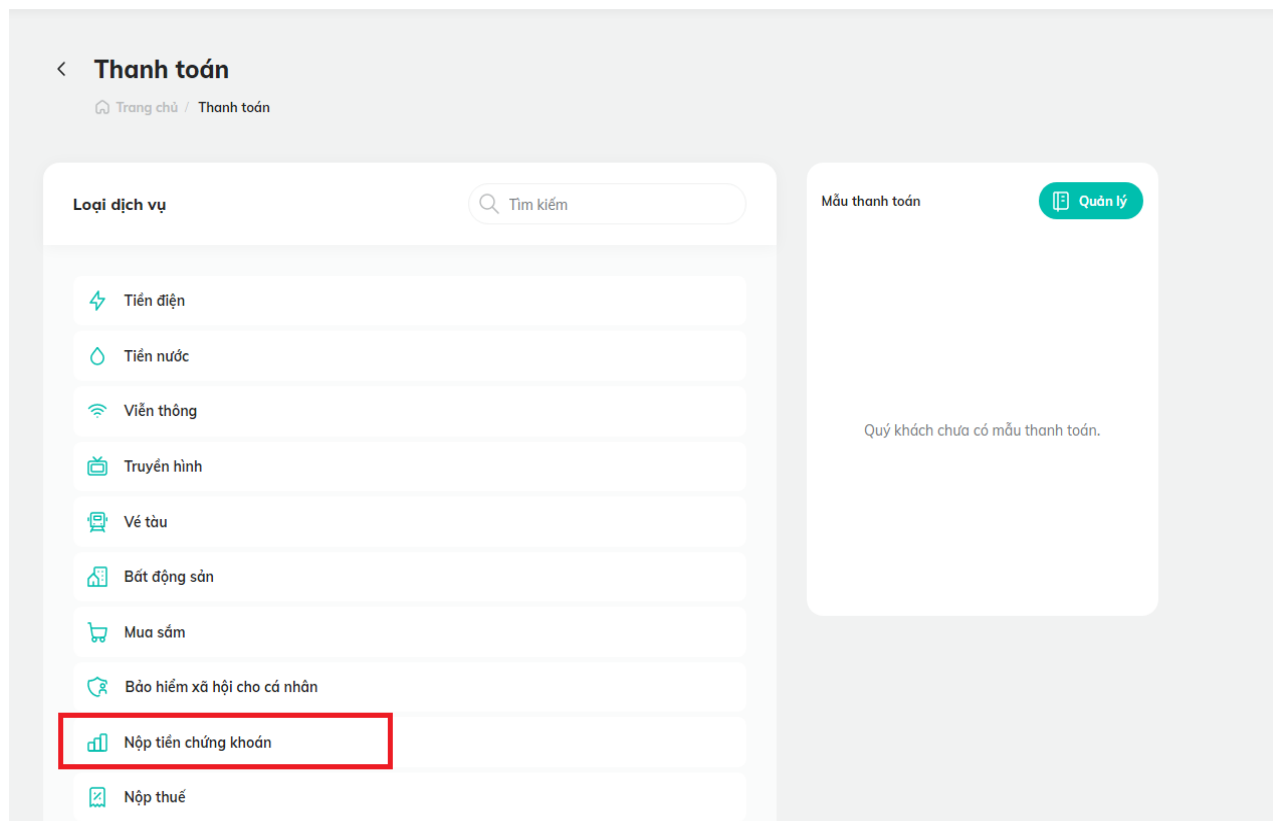 Thanh toán
Trang chủ / Thanh toán
Loại dịch vụ
Tìm kiếm
Tiền điện
Tiền nước
Viễn thông
Truyền hình
Vé tàu
Bất động sản
Mua sắm
Bảo hiểm xã hội cho cá nhân
Nộp tiền chứng khoán
Nộp thuế
Mẫu thanh toán
Quản lý
Quý khách chưa có mẫu thanh toán.